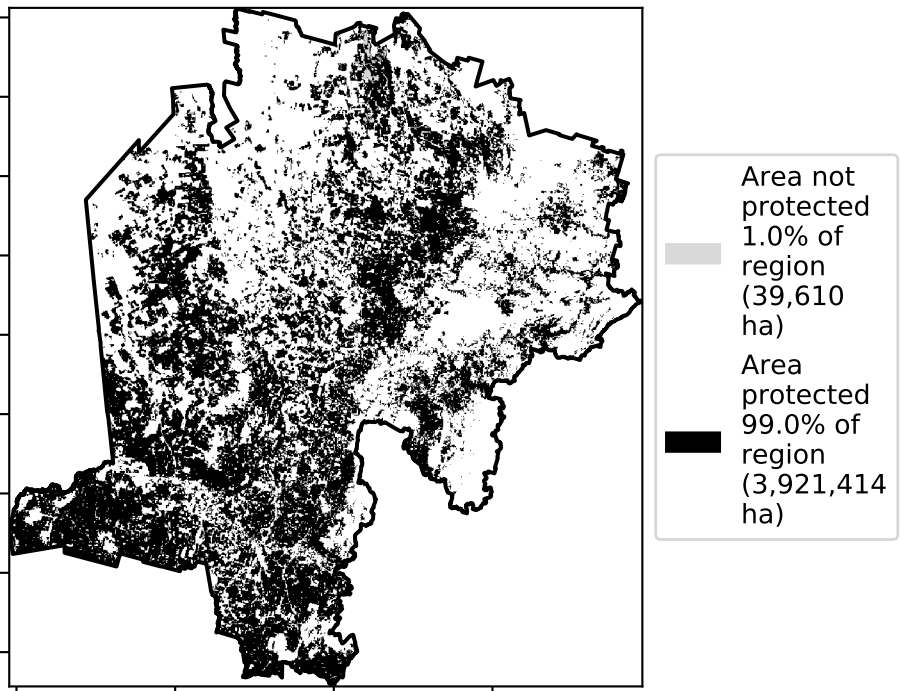 Area not
protected
1.0% of
region
(39,610
ha)
Area
protected
99.0% of
region
(3,921,414
ha)